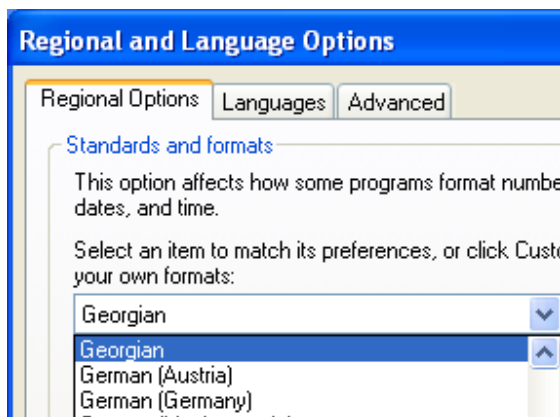 Regional and Language Options
Regional Options Languages Advanced
Standards and formats
This option affects how some programs format
dates, and time.
Select an item to match its preferences, or click
your own formats:
Georgian
Georgian
German (Austria)
German (Germany)